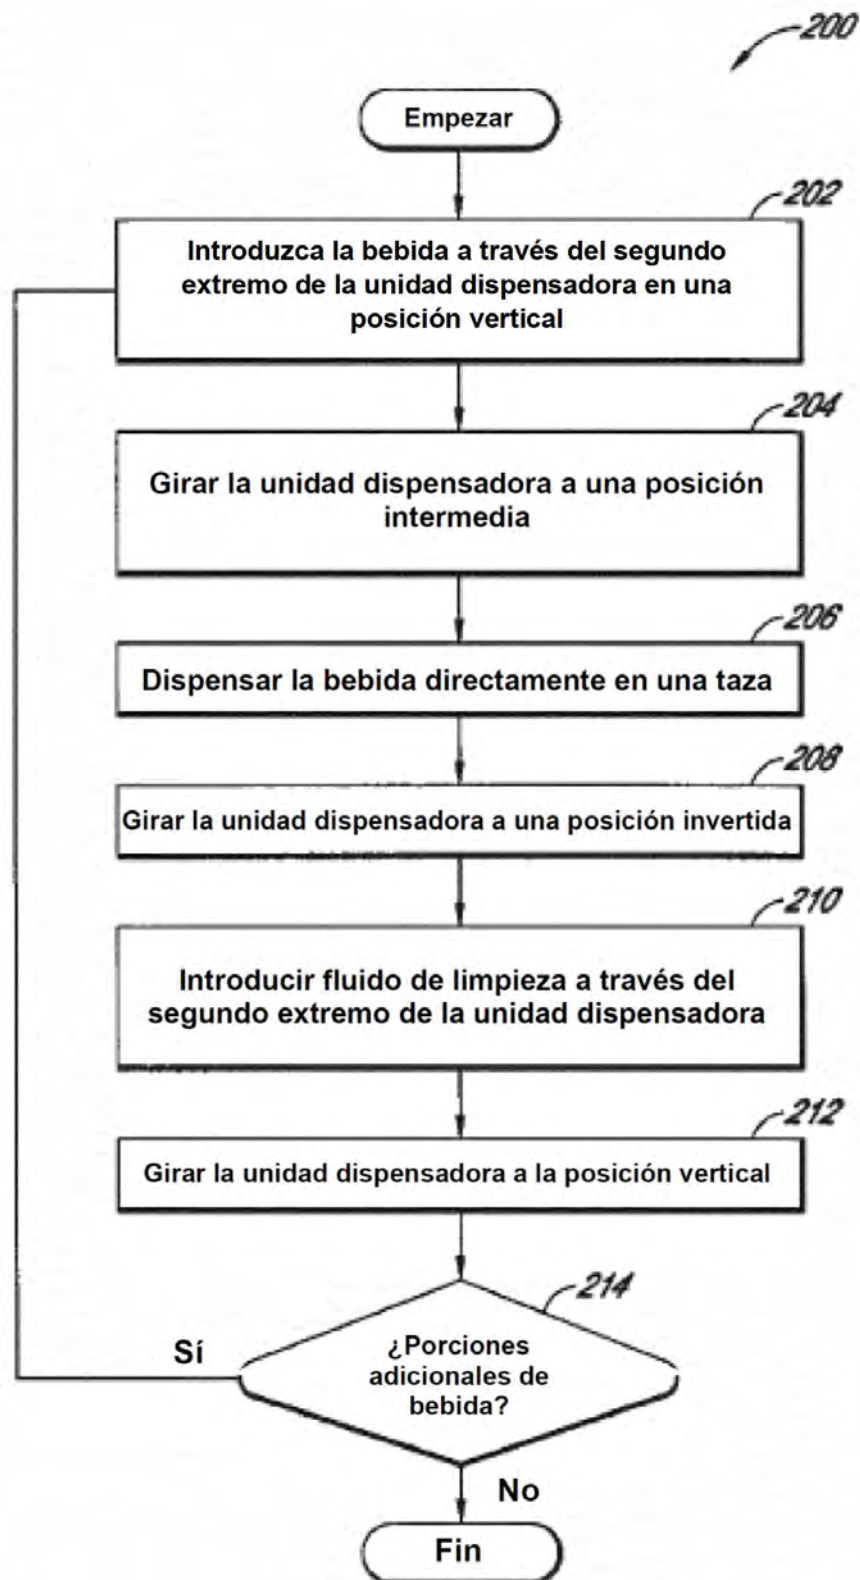 200
Empezar
202
Introduzca la bebida a través del segundo
extremo de la unidad dispensadora en una
posición vertical
204
Girar la unidad dispensadora a una posición
intermedia
206
Dispensar la bebida directamente en una taza
208
Girar la unidad dispensadora a una posición invertida
210
Introducir fluido de limpieza a través del
segundo extremo de la unidad dispensadora
212
Girar la unidad dispensadora a la posición vertical
214
Sí
¿Porciones
adicionales de
bebida?
No
Fin